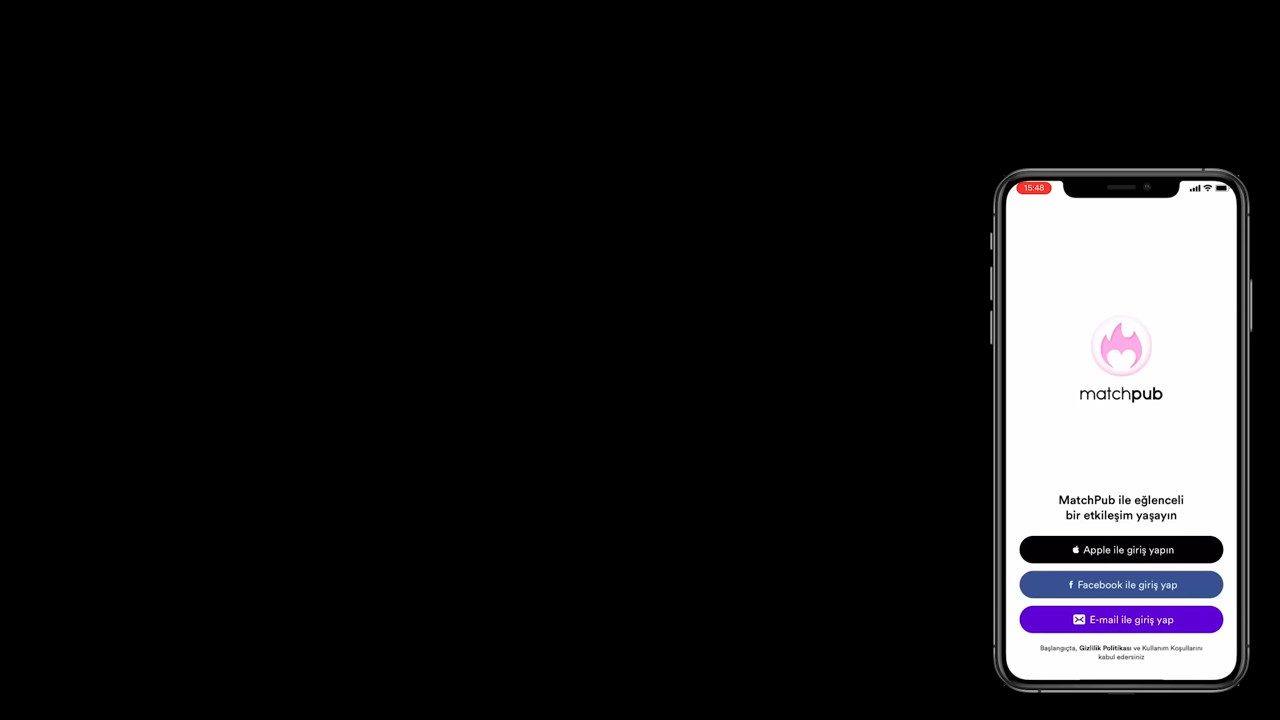 15:48
matchpub
MatchPub ile eğlenceli
bir etkileşim yaşayın
Apple ile giriş yapın
f Facebook ile giriş yap
E-mail ile giriş yap
Başlangıçta, Gizlilik Politikası ve Kullanım Koşullarını
kabul edersiniz